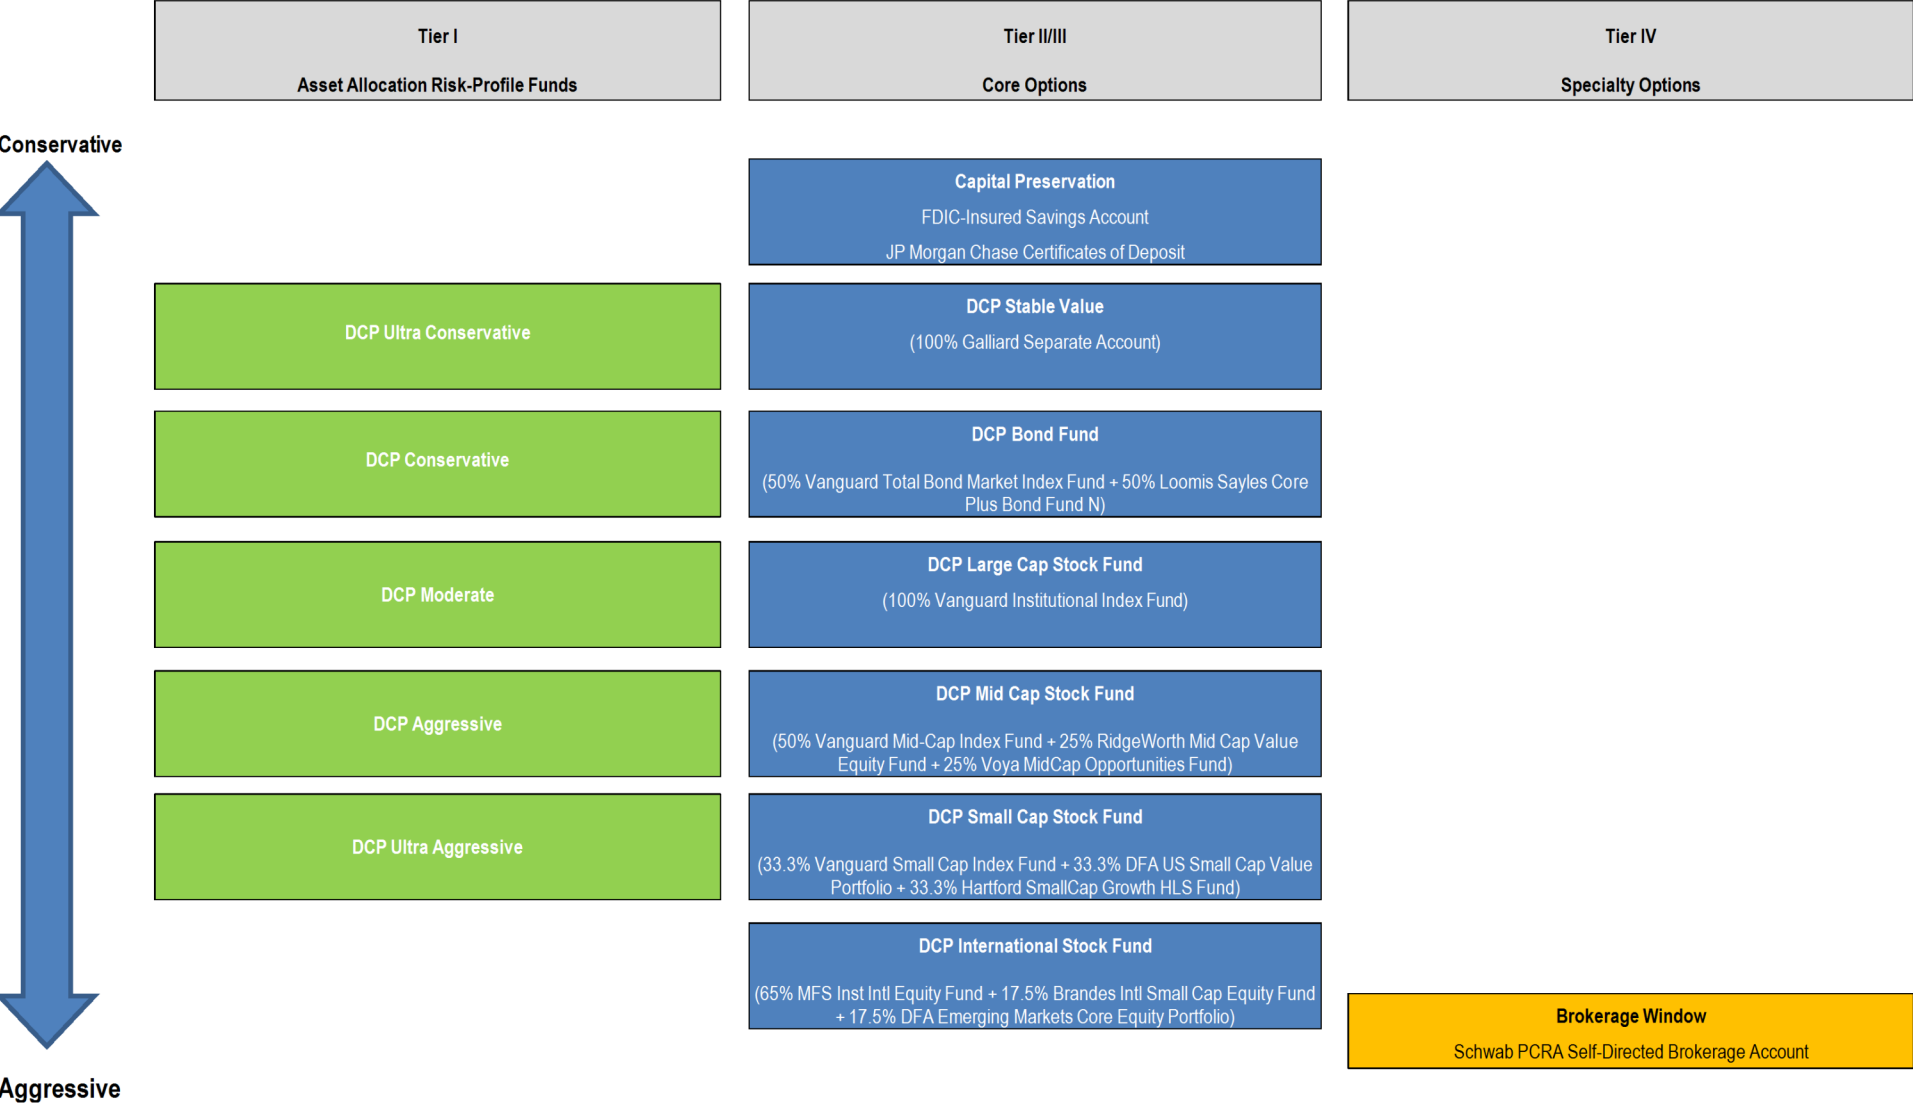 Tier I
Asset Allocation Risk-Profile Funds
Tier II/III
Core Options
Tier IV
Specialty Options
Conservative
Capital Preservation
FDIC-Insured Savings Account
JP Morgan Chase Certificates of Deposit
DCP Ultra Conservative
DCP Stable Value
(100% Galliard Separate Account)
DCP Conservative
DCP Bond Fund
(50% Vanguard Total Bond Market Index Fund + 50% Loomis Sayles Core
Plus Bond Fund N)
DCP Moderate
DCP Large Cap Stock Fund
(100% Vanguard Institutional Index Fund)
DCP Aggressive
DCP Mid Cap Stock Fund
(50% Vanguard Mid-Cap Index Fund + 25% RidgeWorth Mid Cap Value
Equity Fund + 25% Voya MidCap Opportunities Fund)
DCP Ultra Aggressive
DCP Small Cap Stock Fund
(33.3% Vanguard Small Cap Index Fund + 33.3% DFA US Small Cap Value
Portfolio + 33.3% Hartford SmallCap Growth HLS Fund)
DCP International Stock Fund
(65% MFS Inst Intl Equity Fund + 17.5% Brandes Intl Small Cap Equity Fund
+ 17.5% DFA Emerging Markets Core Equity Portfolio)
Brokerage Window
Schwab PCRA Self-Directed Brokerage Account
Aggressive